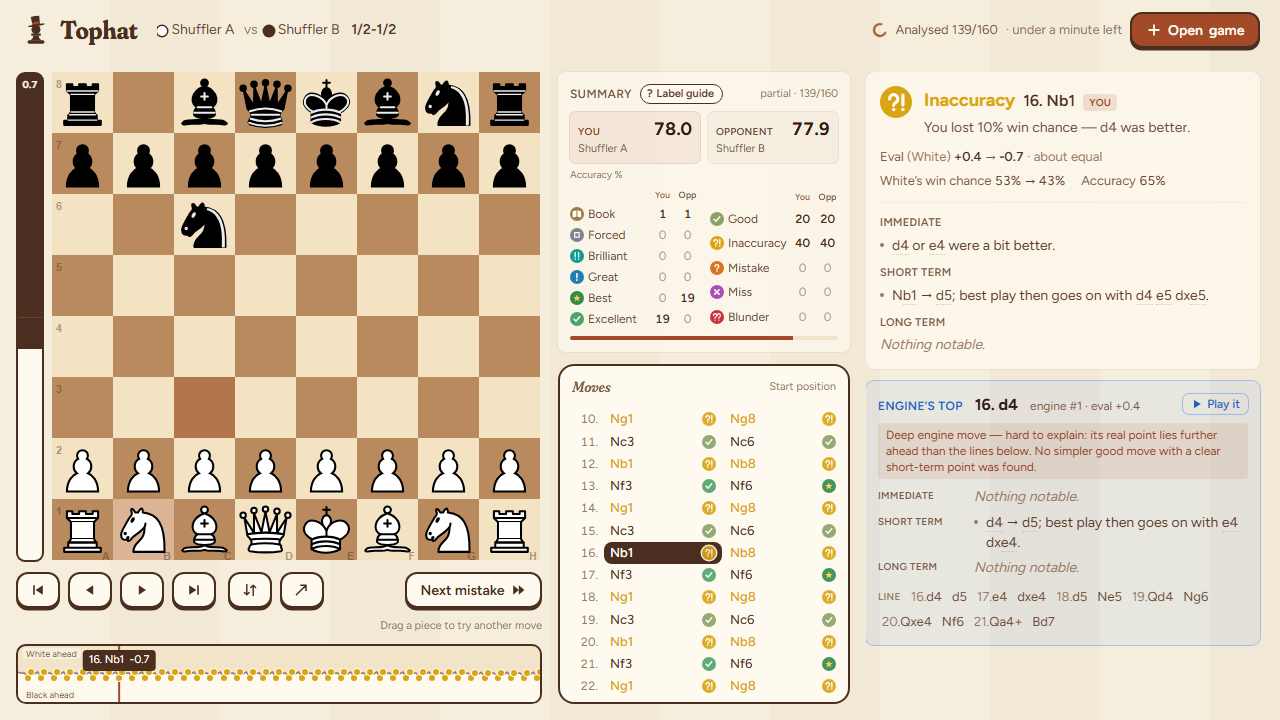 Tophat
Shuffler A vs Shuffler B 1/2-1/2
Analysed 139/160 · under a minute left
+ Open game
0.7
8
7
6
5
4
3
2
1
A B C D E F G H
Next mistake
Drag a piece to try another move
White ahead
16. Nb1 -0.7
Black ahead
SUMMARY
? Label guide
partial · 139/160
YOU 78.0
Shuffler A
OPPONENT 77.9
Shuffler B
Accuracy %
You Opp
Book 1 1
Forced 0 0
Brilliant 0 0
Great 0 0
Best 0 19
Excellent 19 0
You Opp
Good 20 20
Inaccuracy 40 40
Mistake 0 0
Miss 0 0
Blunder 0 0
Moves
Start position
10. Ng1 ?! Ng8 ?!
11. Nc3 Nc6
12. Nb1 ?! Nb8 ?!
13. Nf3 Nf6
14. Ng1 ?! Ng8 ?!
15. Nc3 Nc6
16. Nb1 ?! Nb8 ?!
17. Nf3 Nf6
18. Ng1 ?! Ng8 ?!
19. Nc3 Nc6
20. Nb1 ?! Nb8 ?!
21. Nf3 Nf6
22. Ng1 ?! Ng8 ?!
?! Inaccuracy 16. Nb1 YOU
You lost 10% win chance — d4 was better.
Eval (White) +0.4 → -0.7 · about equal
White's win chance 53% → 43% Accuracy 65%
IMMEDIATE
• d4 or e4 were a bit better.
SHORT TERM
• Nb1 → d5; best play then goes on with d4 e5 dxe5.
LONG TERM
Nothing notable.
ENGINE'S TOP 16. d4 engine #1 · eval +0.4
Play it
Deep engine move — hard to explain: its real point lies further
ahead than the lines below. No simpler good move with a clear
short-term point was found.
IMMEDIATE Nothing notable.
SHORT TERM • d4 → d5; best play then goes on with e4
dxe4.
LONG TERM Nothing notable.
LINE 16.d4 d5 17.e4 dxe4 18.d5 Ne5 19.Qd4 Ng6
20.Qxe4 Nf6 21.Qa4+ Bd7